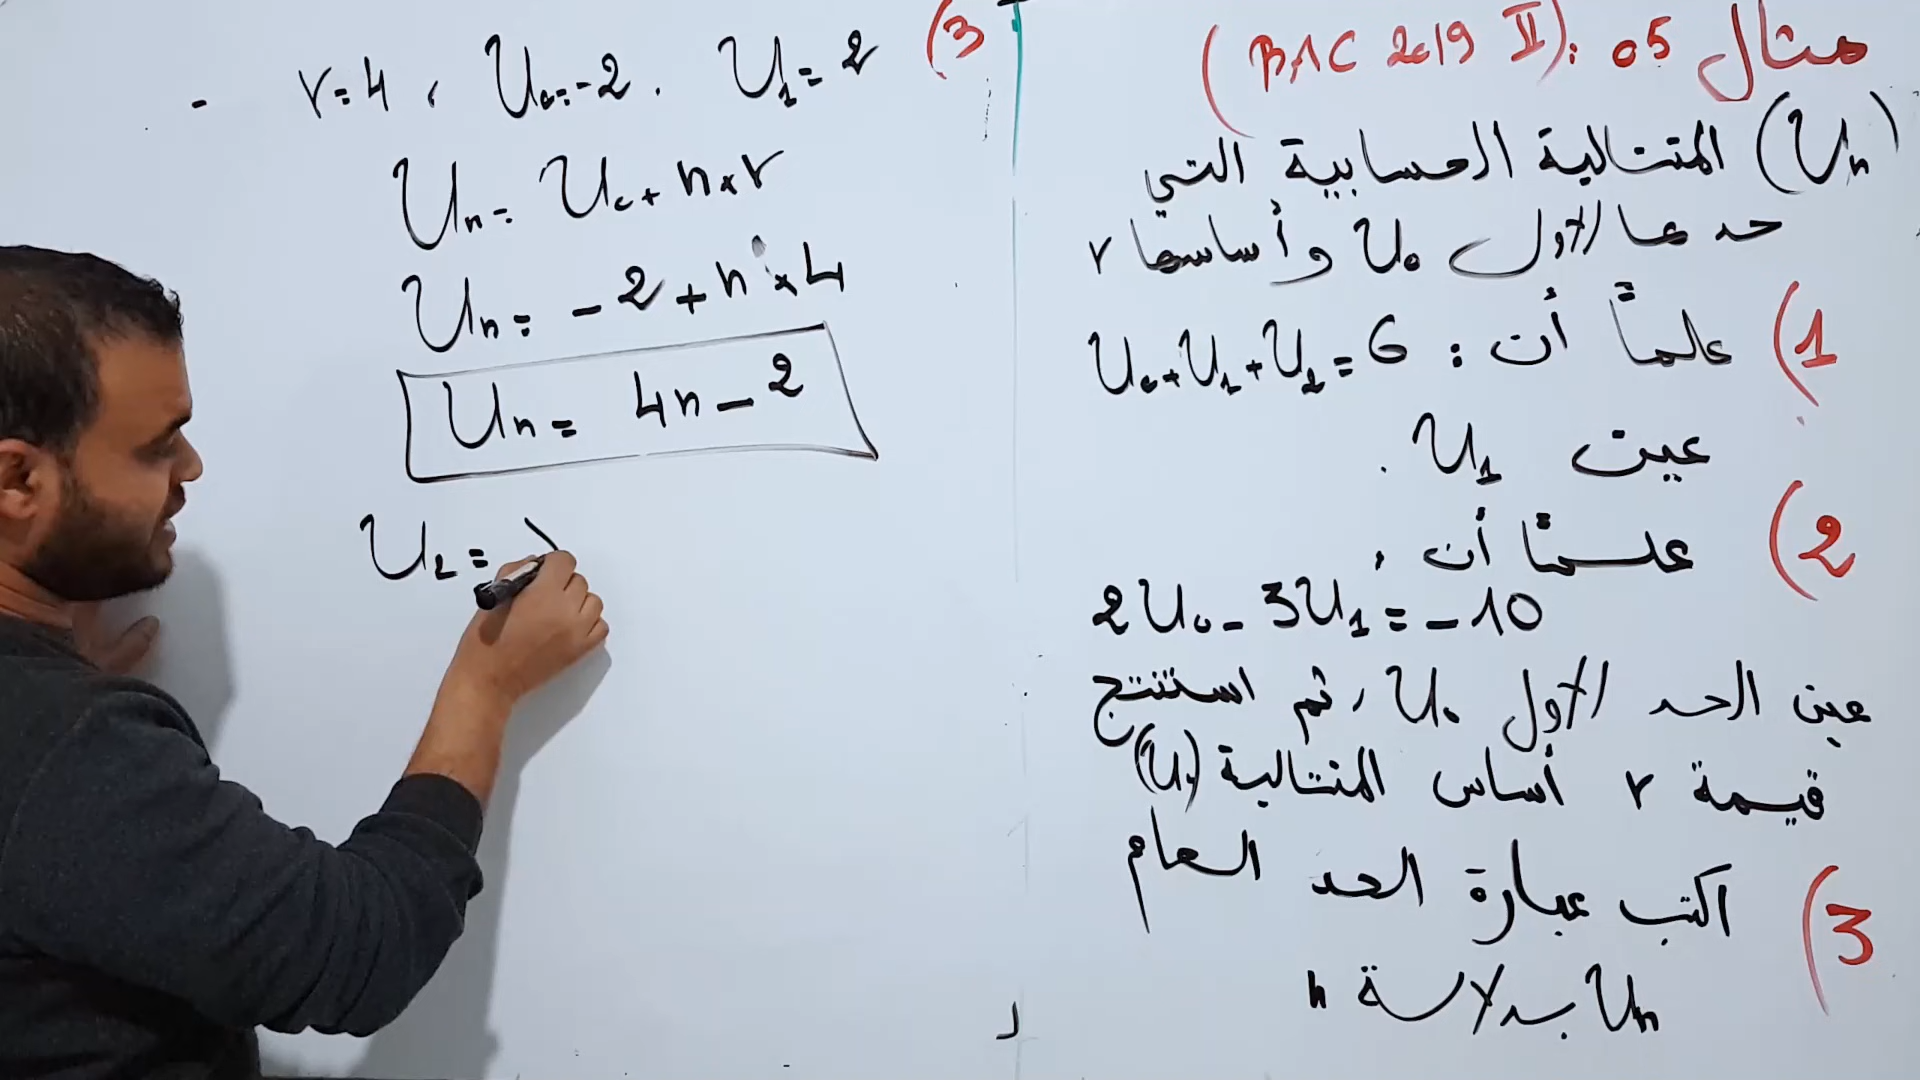 مثال 05 : (BAC 2019 II)
(Un) المتتالية الحسابية التي
حدها الأول U0 وأساسها r
1) علماً أن : U0+U1+U2=6
عين U1 .
2) علماً أن :
2U0-3U1=-10
عين الحد الأول U0 ، ثم استنتج
قيمة r أساس المتتالية (Un)
3) اكتب عبارة الحد العام
Un بدلالة n
3) U1=2 . U0=-2 , r=4
Un= U0+ n×r
Un= -2+n×4
Un= 4n-2